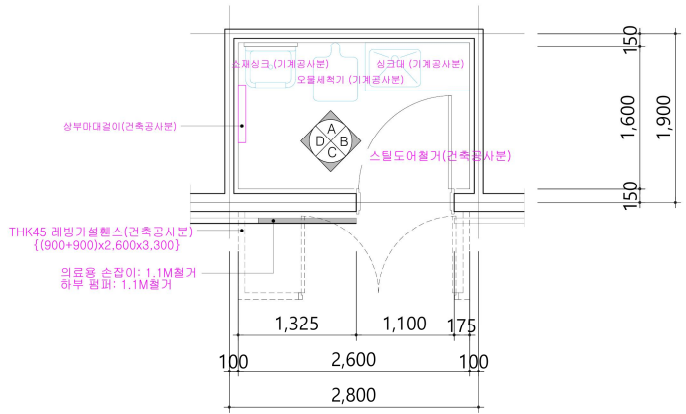 소재싱크 (기계공사분)
싱크대 (기계공사분)
오물세척기 (기계공사분)
상부마대걸이(건축공사분)
A
D B
C
스틸도어철거(건축공사분)
THK45 레빙기설휀스(건축공시분)
{(900+900)x2,600x3,300}
의료용 손잡이: 1.1M철거
하부 펌퍼: 1.1M철거
150
1,600
1,900
150
1,325
1,100
175
100
2,600
100
2,800